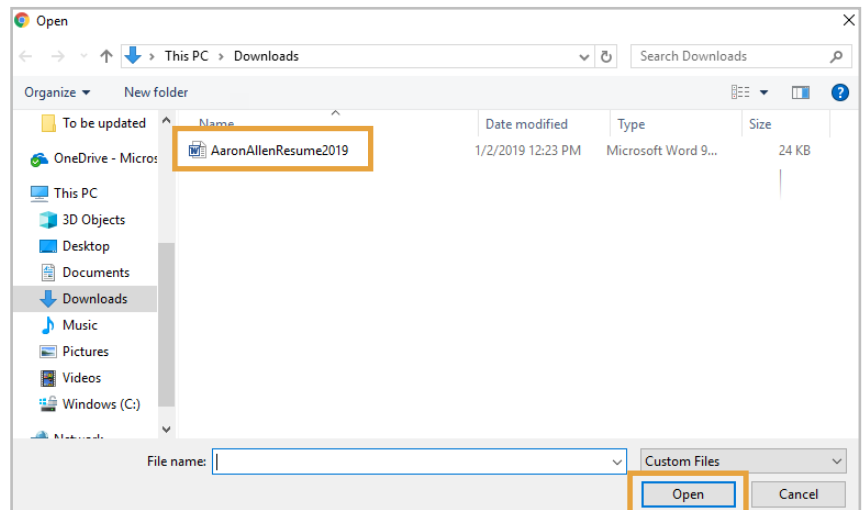 Open
This PC > Downloads
Search Downloads
Organize
New folder
To be updated
Name
Date modified
Type
Size
AaronAllenResume2019
1/2/2019 12:23 PM
Microsoft Word 9...
24 KB
OneDrive - Micros
This PC
3D Objects
Desktop
Documents
Downloads
Music
Pictures
Videos
Windows (C:)
File name:
Custom Files
Open
Cancel